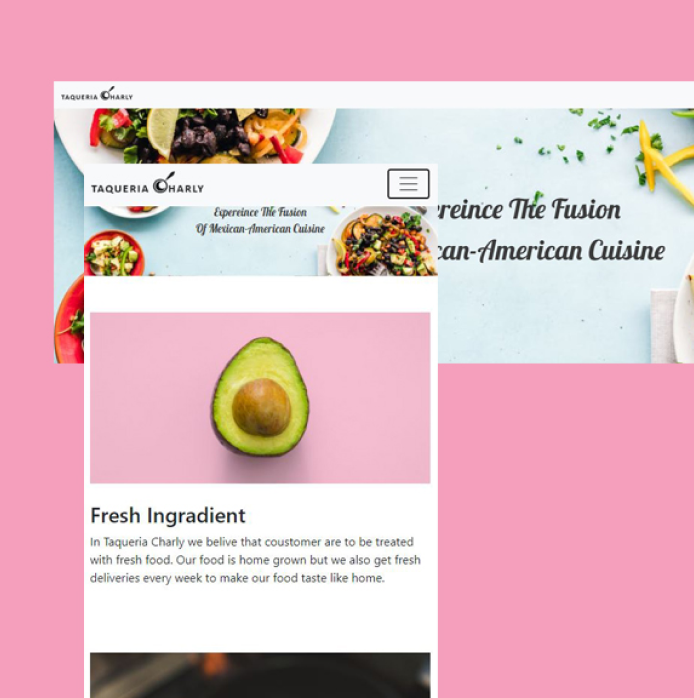 TAQUERIA CHARLY
ereince The Fusion
can-American Cuisine
TAQUERIA CHARLY
Expereince The Fusion
Of Mexican-American Cuisine
Fresh Ingradient
In Taqueria Charly we belive that coustomer are to be treated
with fresh food. Our food is home grown but we also get fresh
deliveries every week to make our food taste like home.